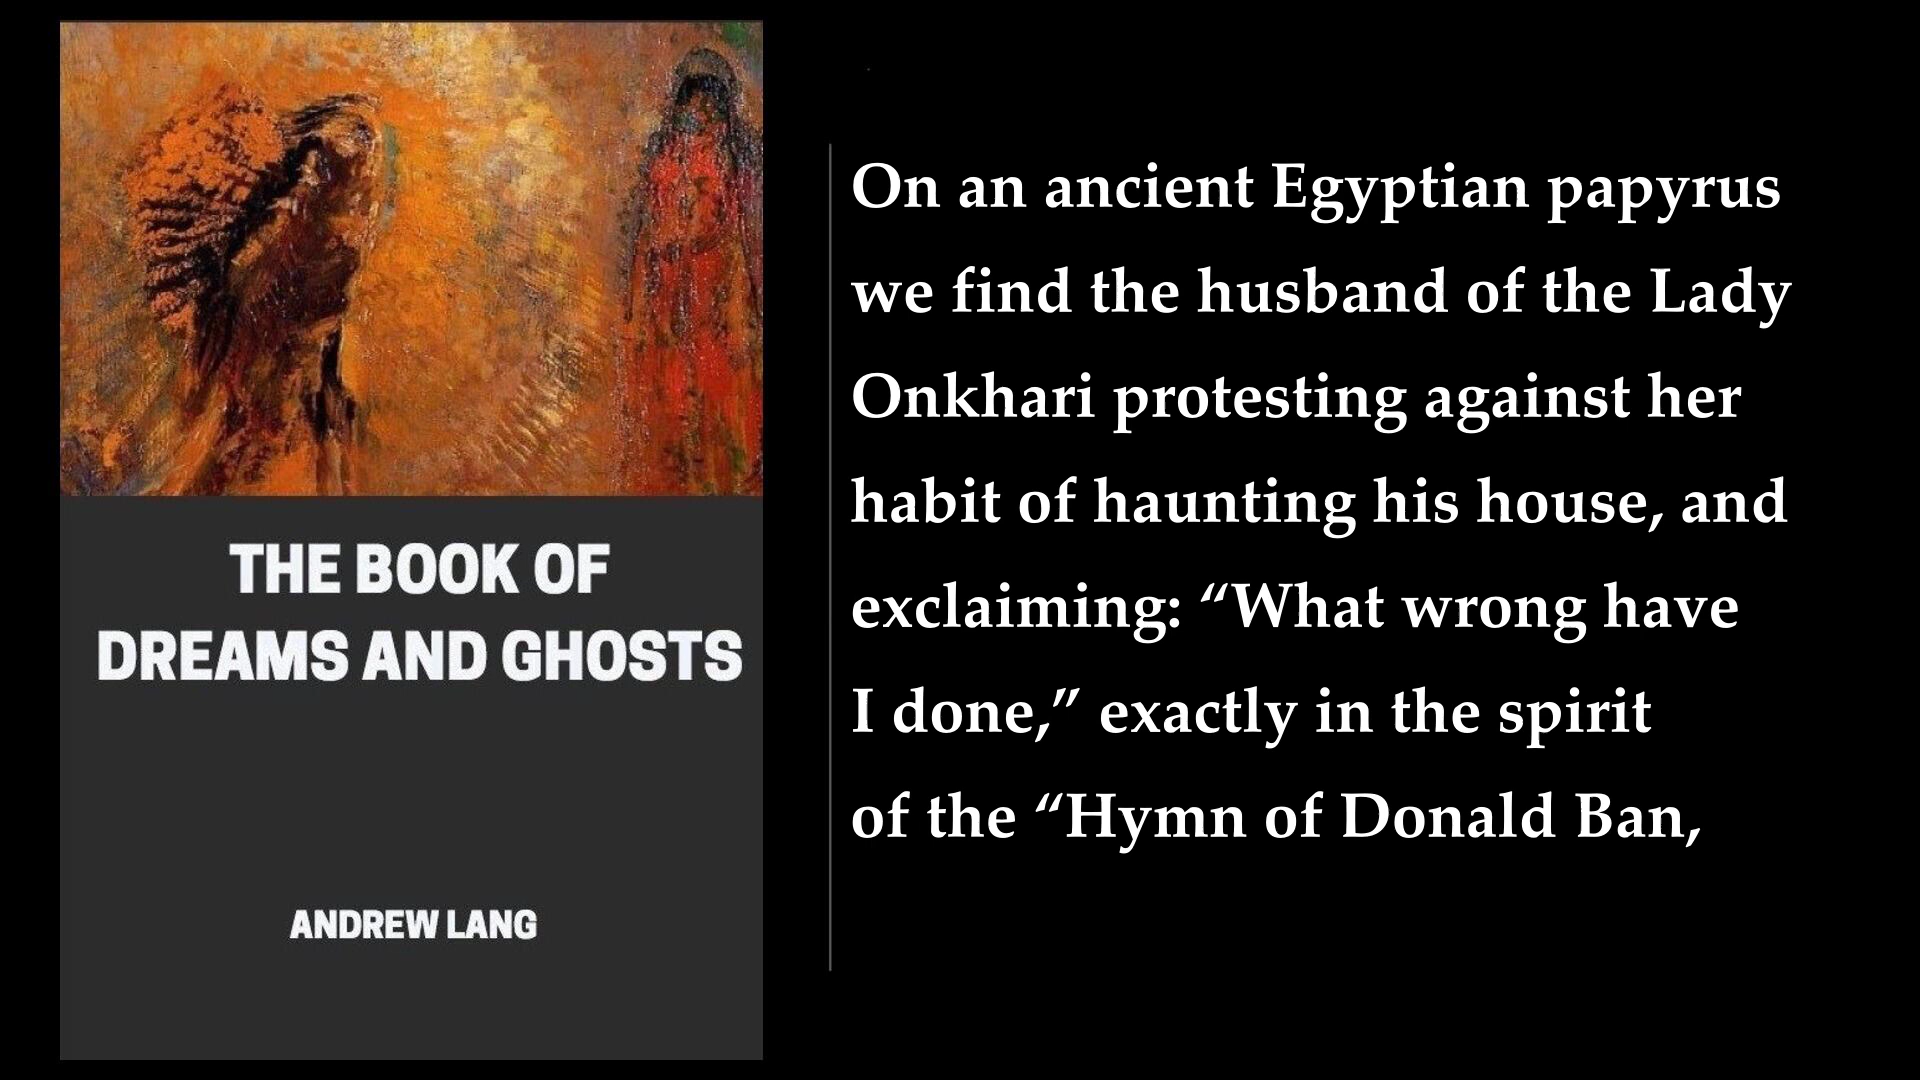 THE BOOK OF
DREAMS AND GHOSTS
ANDREW LANG
On an ancient Egyptian papyrus
we find the husband of the Lady
Onkhari protesting against her
habit of haunting his house, and
exclaiming: “What wrong have
I done,” exactly in the spirit
of the “Hymn of Donald Ban,